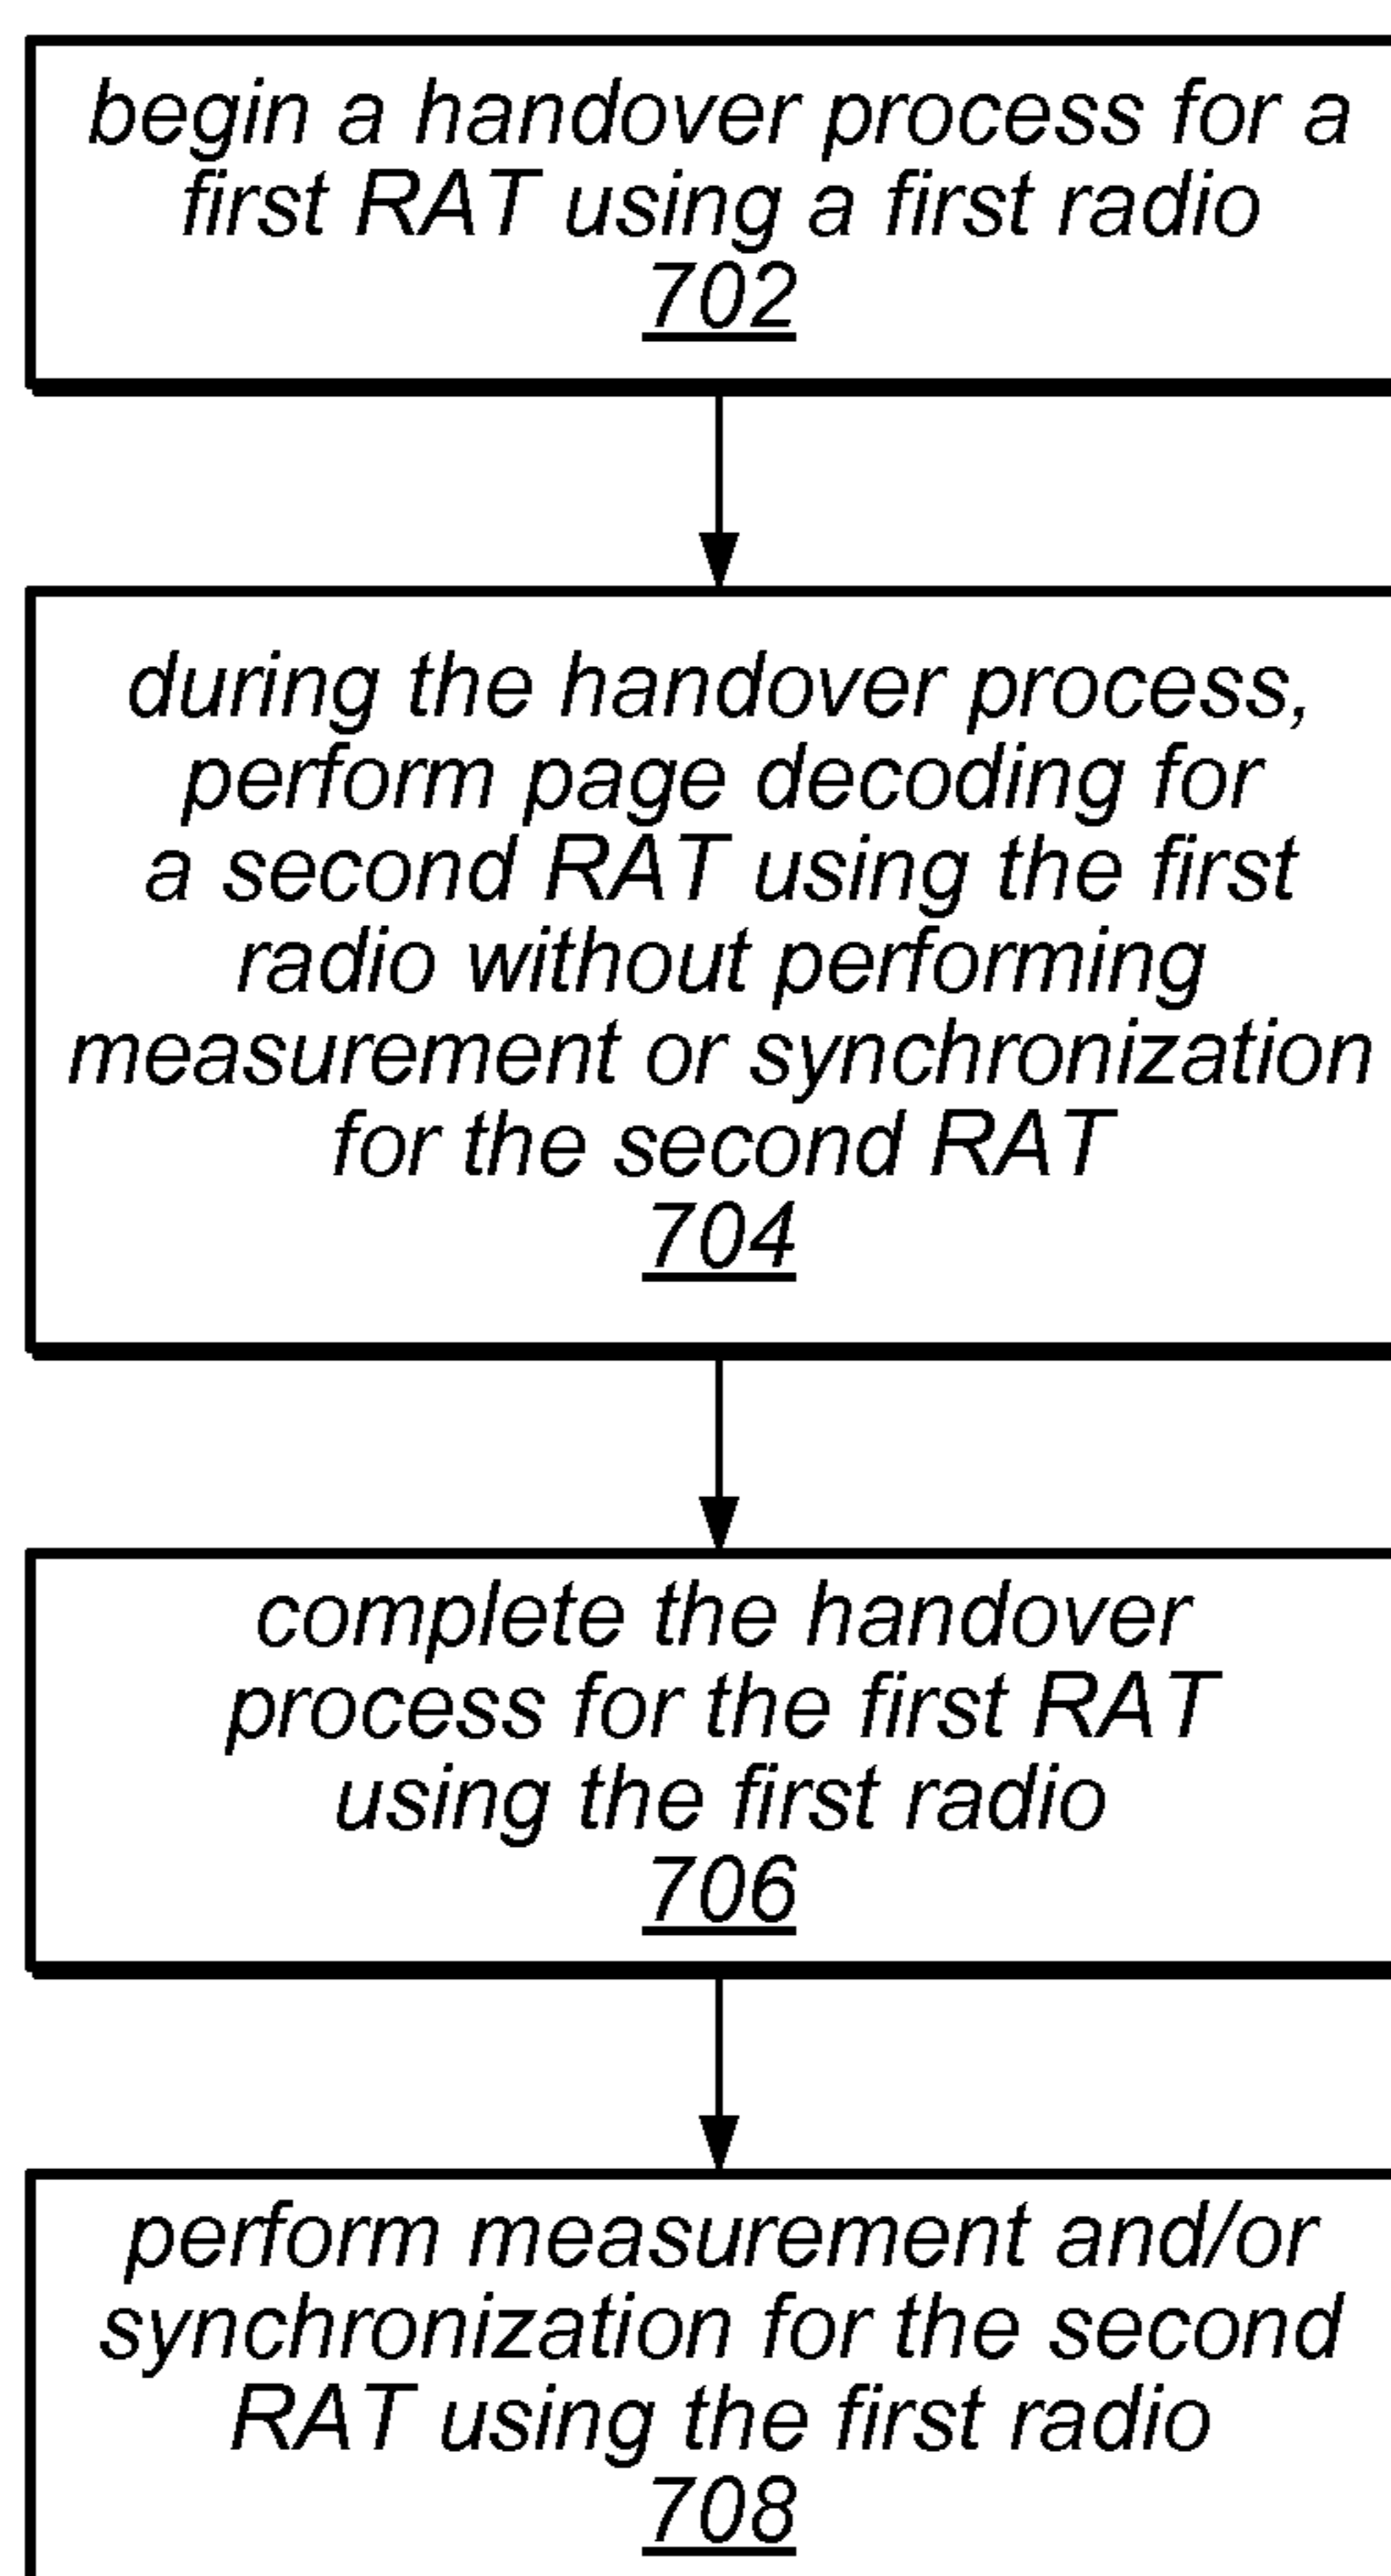 begin a handover process for a
first RAT using a first radio
702
during the handover process,
perform page decoding for
a second RAT using the first
radio without performing
measurement or synchronization
for the second RAT
704
complete the handover
process for the first RAT
using the first radio
706
perform measurement and/or
synchronization for the second
RAT using the first radio
708